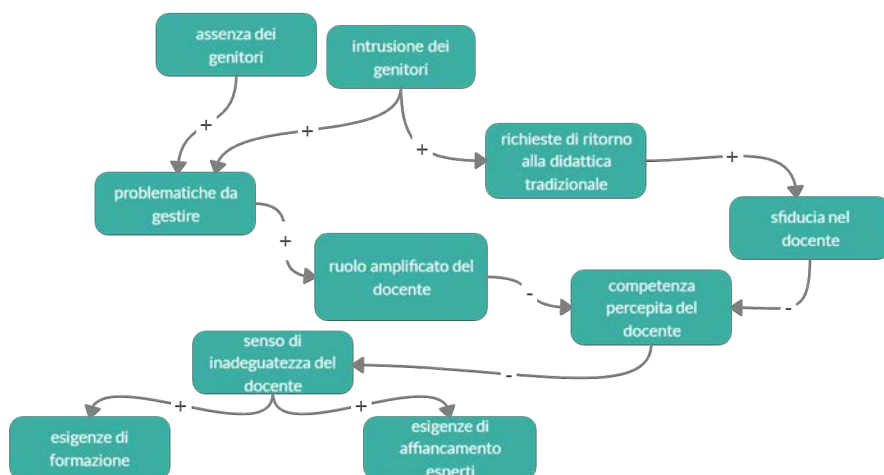 assenza dei
genitori
intrusione dei
genitori
+
+
+
richieste di ritorno
alla didattica
tradizionale
+
problematiche da
gestire
sfiducia nel
docente
+
ruolo amplificato del
docente
-
competenza
percepita del
docente
-
senso di
inadeguatezza del
docente
-
+
+
esigenze di
formazione
esigenze di
affiancamento
esperti